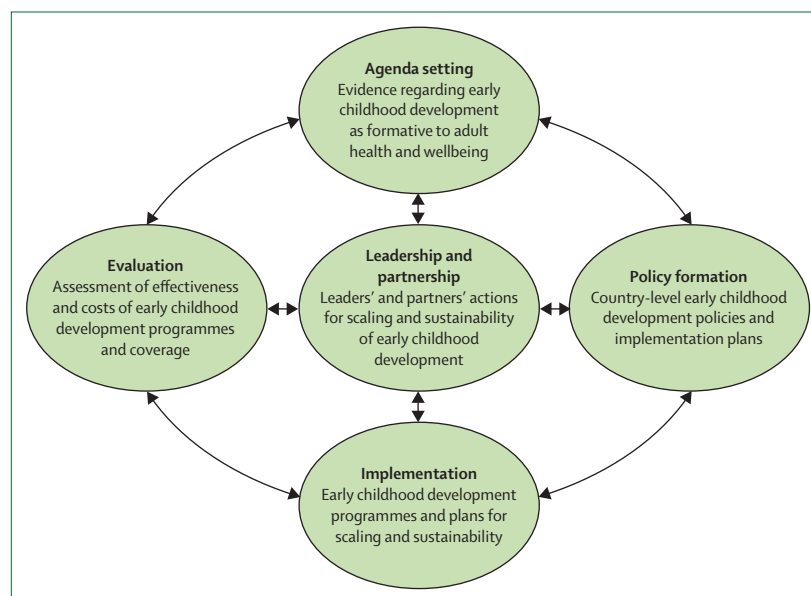 Agenda setting
Evidence regarding early
childhood development
as formative to adult
health and wellbeing
Evaluation
Assessment of effectiveness
and costs of early childhood
development programmes
and coverage
Leadership and
partnership
Leaders’ and partners’ actions
for scaling and sustainability
of early childhood
development
Policy formation
Country-level early childhood
development policies and
implementation plans
Implementation
Early childhood development
programmes and plans for
scaling and sustainability